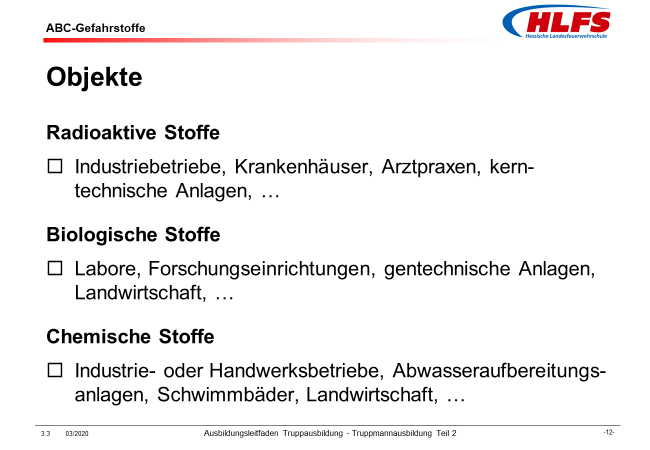 ABC-Gefahrstoffe
HLFS
Hessische Landesfeuerwehrschule
Objekte
Radioaktive Stoffe
Industriebetriebe, Krankenhäuser, Arztpraxen, kern-
technische Anlagen, …
Biologische Stoffe
Labore, Forschungseinrichtungen, gentechnische Anlagen,
Landwirtschaft, …
Chemische Stoffe
Industrie- oder Handwerksbetriebe, Abwasseraufbereitungs-
anlagen, Schwimmbäder, Landwirtschaft, …
3.3 03/2020 Ausbildungsleitfaden Truppausbildung - Truppmannausbildung Teil 2 -12-